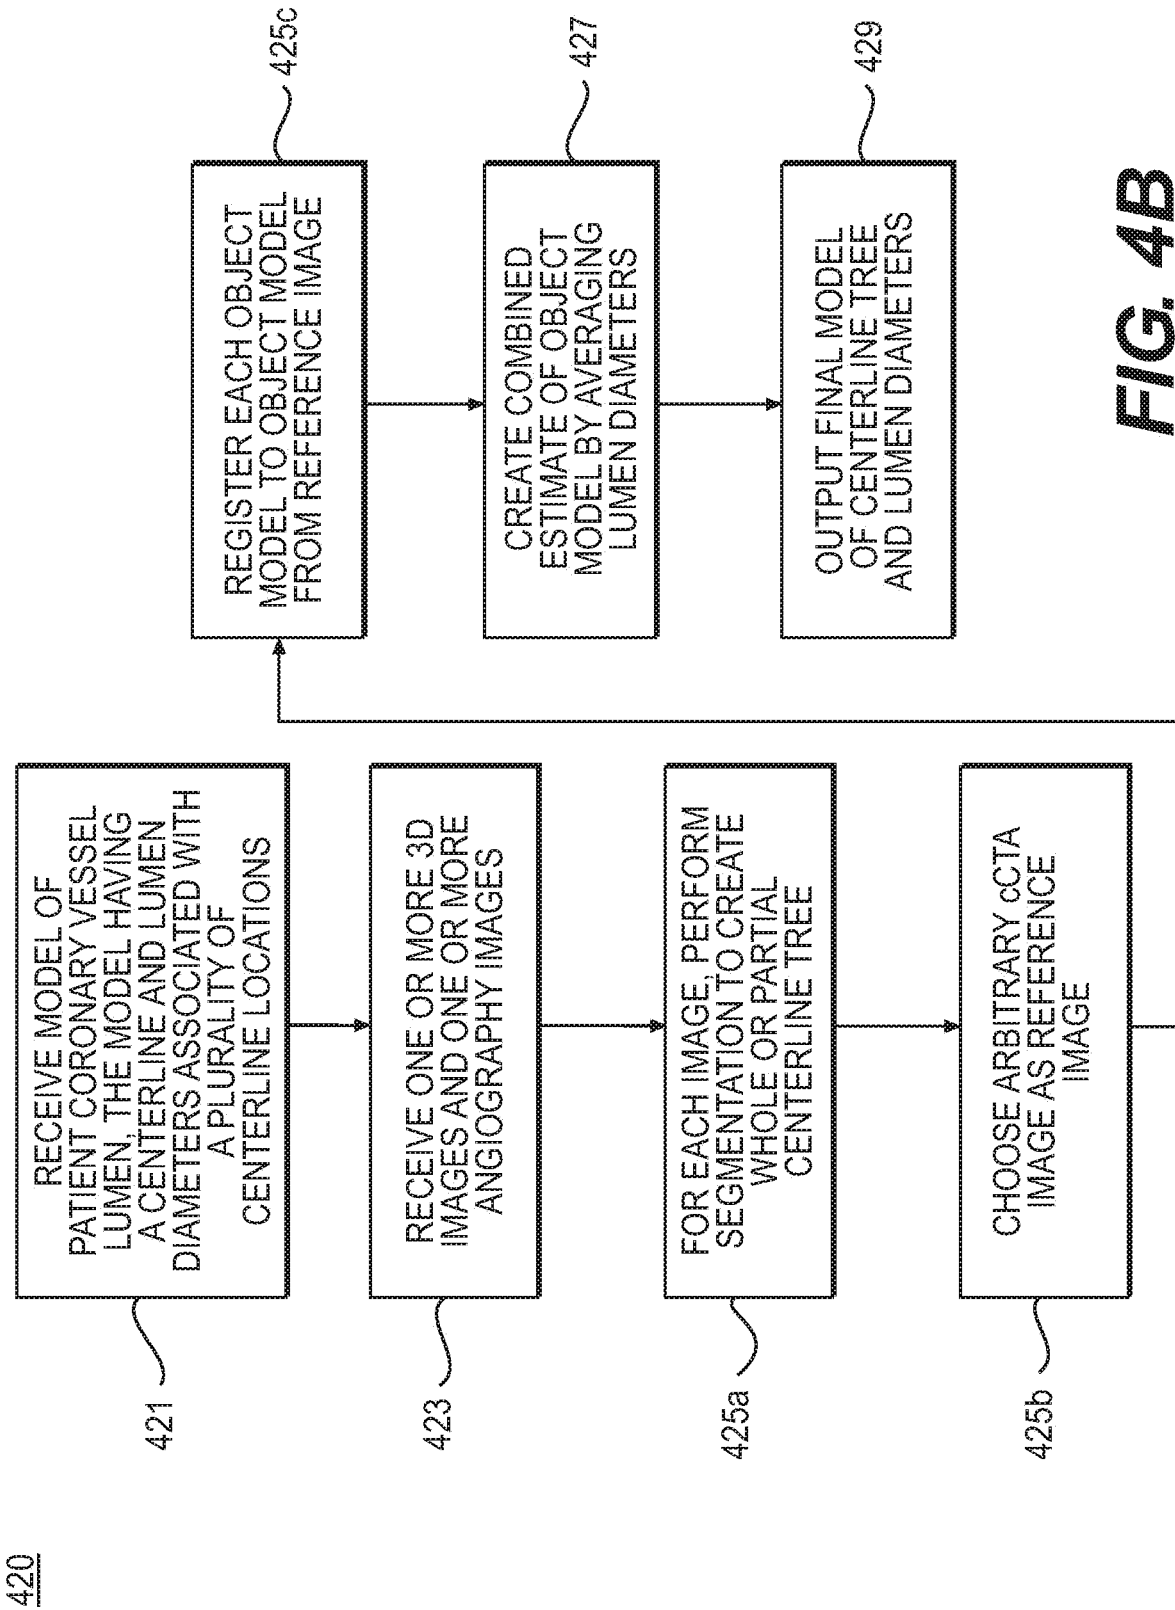 420
RECEIVE MODEL OF
PATIENT CORONARY VESSEL
LUMEN, THE MODEL HAVING
A CENTERLINE AND LUMEN
DIAMETERS ASSOCIATED WITH
A PLURALITY OF
CENTERLINE LOCATIONS
421
RECEIVE ONE OR MORE 3D
IMAGES AND ONE OR MORE
ANGIOGRAPHY IMAGES
423
FOR EACH IMAGE, PERFORM
SEGMENTATION TO CREATE
WHOLE OR PARTIAL
CENTERLINE TREE
425a
CHOOSE ARBITRARY cCTA
IMAGE AS REFERENCE
IMAGE
425b
REGISTER EACH OBJECT
MODEL TO OBJECT MODEL
FROM REFERENCE IMAGE
425c
CREATE COMBINED
ESTIMATE OF OBJECT
MODEL BY AVERAGING
LUMEN DIAMETERS
427
OUTPUT FINAL MODEL
OF CENTERLINE TREE
AND LUMEN DIAMETERS
429
FIG. 4B